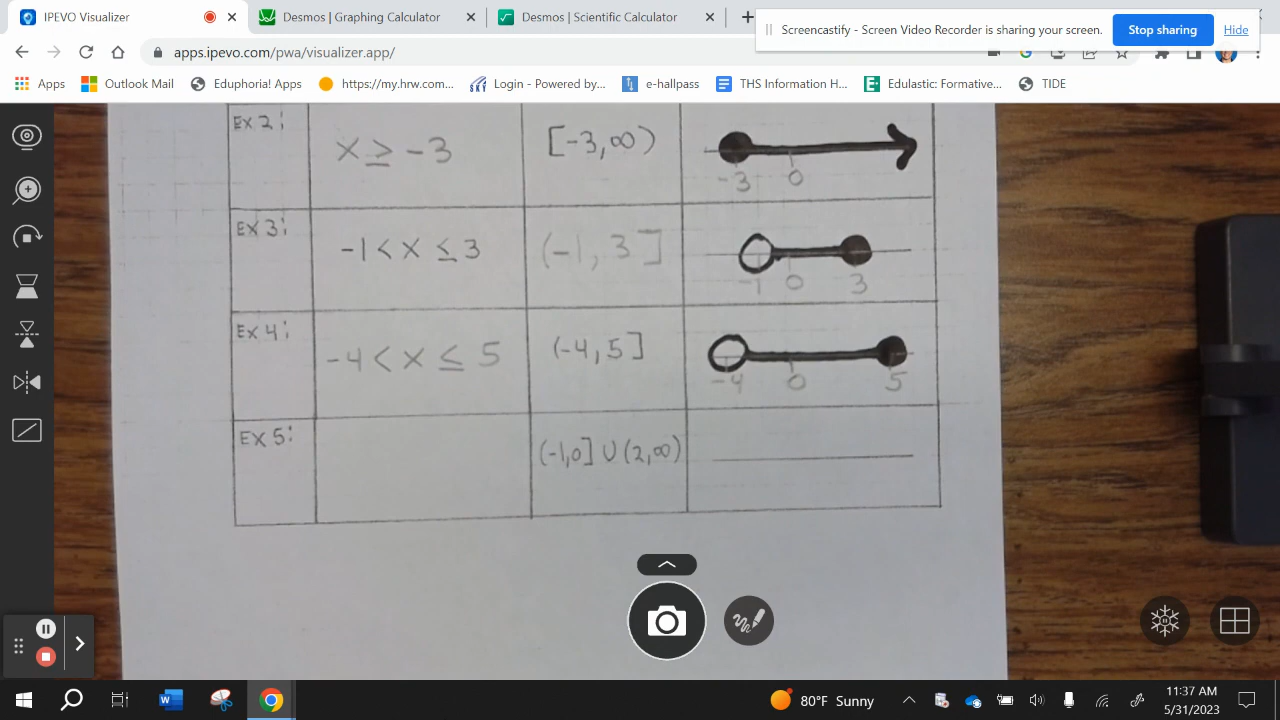 IPEVO Visualizer
Desmos | Graphing Calculator
Desmos | Scientific Calculator
Screencastify - Screen Video Recorder is sharing your screen.
Stop sharing
Hide
apps.ipevo.com/pwa/visualizer.app/
Apps
Outlook Mail
Eduphoria! Apps
https://my.hrw.com...
Login - Powered by...
e-hallpass
THS Information H...
Edulastic: Formative...
TIDE
Ex 2:
x ≥ -3
[-3, ∞)
-3 0
Ex 3:
-1 < x ≤ 3
(-1, 3]
-1 0 3
Ex 4:
-4 < x ≤ 5
(-4, 5]
-4 0 5
Ex 5:
(-1,0] ∪ (2,∞)
80°F Sunny
11:37 AM
5/31/2023